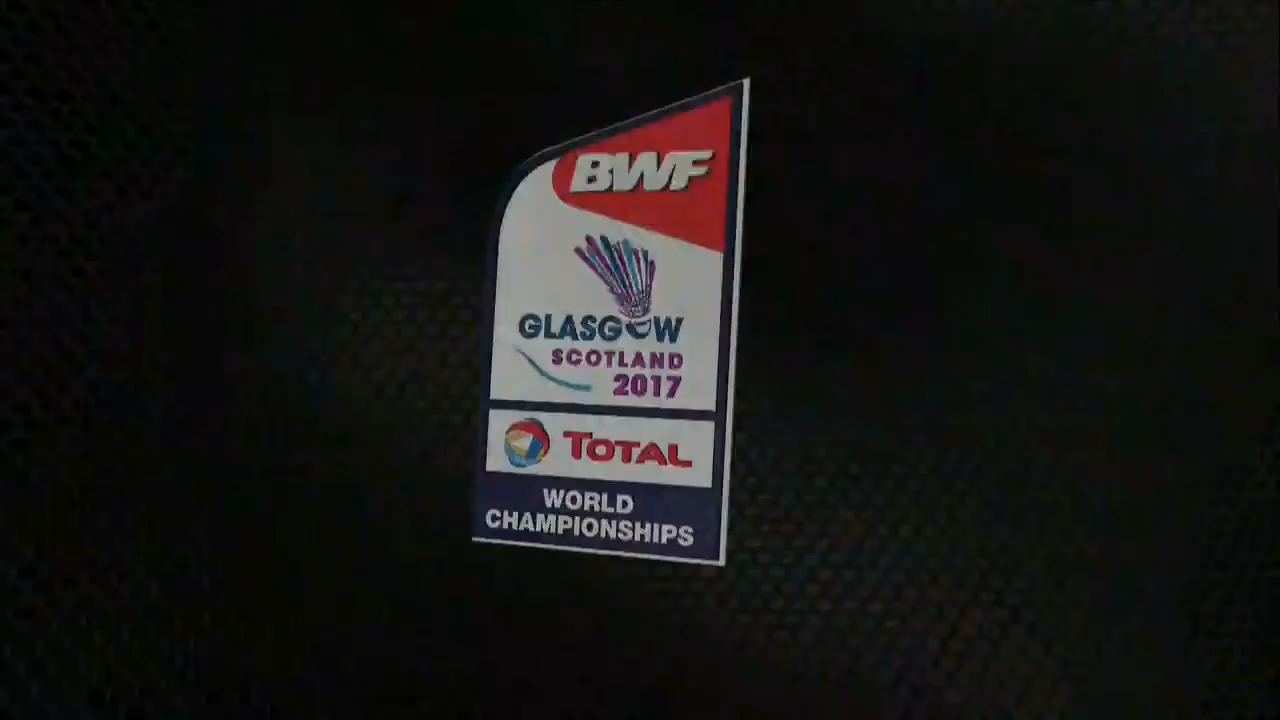 BWF
GLASGOW
SCOTLAND
2017
TOTAL
WORLD
CHAMPIONSHIPS